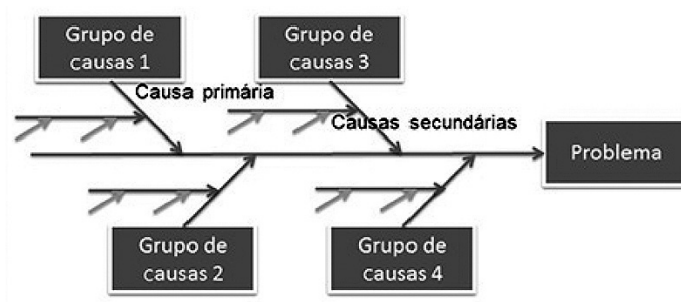 Grupo de
causas 1
Grupo de
causas 3
Causa primária
Causas secundárias
Problema
Grupo de
causas 2
Grupo de
causas 4